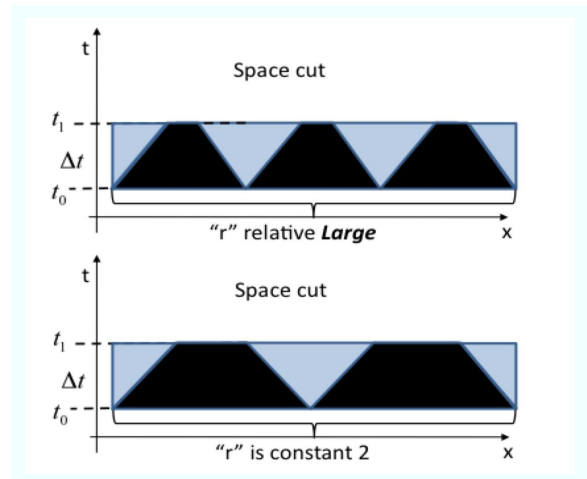 t
Space cut
t₁
Δt
t₀
“r” relative Large
x
t
Space cut
t₁
Δt
t₀
“r” is constant 2
x